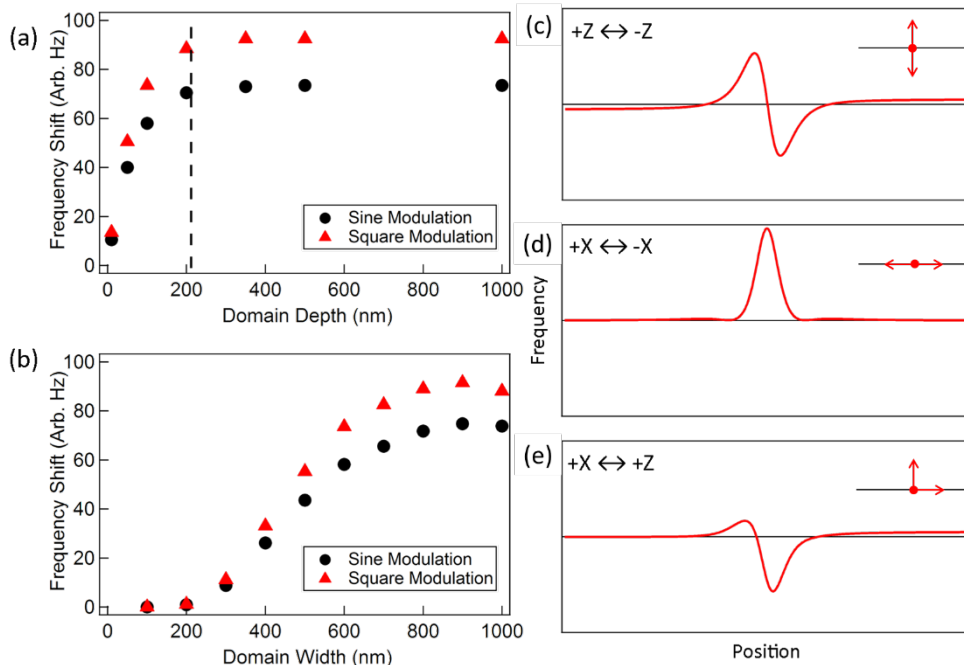 (a)
Frequency Shift (Arb. Hz)
100
80
60
40
20
0
Sine Modulation
Square Modulation
0 200 400 600 800 1000
Domain Depth (nm)
(b)
Frequency Shift (Arb. Hz)
100
80
60
40
20
0
Sine Modulation
Square Modulation
0 200 400 600 800 1000
Domain Width (nm)
(c)
+Z ↔ -Z
(d)
+X ↔ -X
(e)
+X ↔ +Z
Frequency
Position